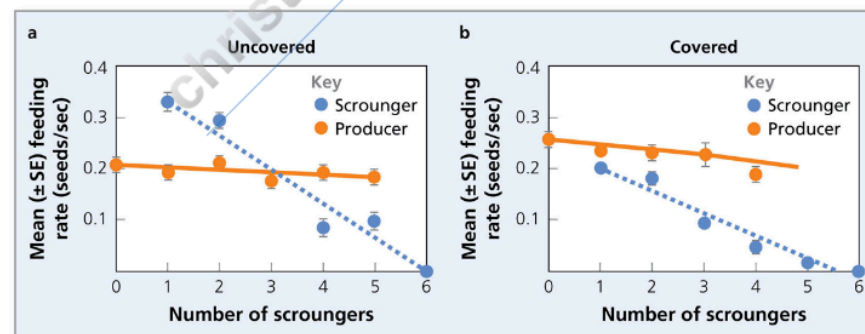 a
Uncovered
Mean (± SE) feeding
rate (seeds/sec)
0.4
0.3
0.2
0.1
Key
Scrounger
Producer
0 1 2 3 4 5 6
Number of scroungers
b
Covered
Mean (± SE) feeding
rate (seeds/sec)
0.4
0.3
0.2
0.1
Key
Scrounger
Producer
0 1 2 3 4 5 6
Number of scroungers